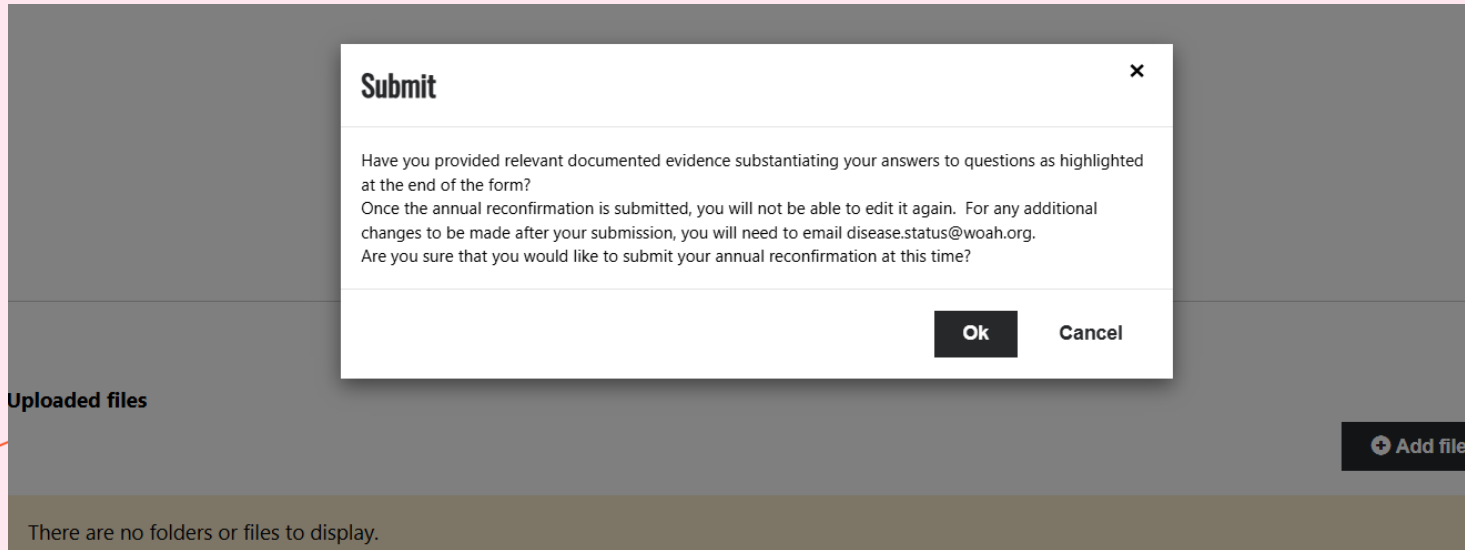 Submit
×
Have you provided relevant documented evidence substantiating your answers to questions as highlighted
at the end of the form?
Once the annual reconfirmation is submitted, you will not be able to edit it again.  For any additional
changes to be made after your submission, you will need to email disease.status@woah.org.
Are you sure that you would like to submit your annual reconfirmation at this time?
Ok Cancel
Uploaded files
Add file
There are no folders or files to display.